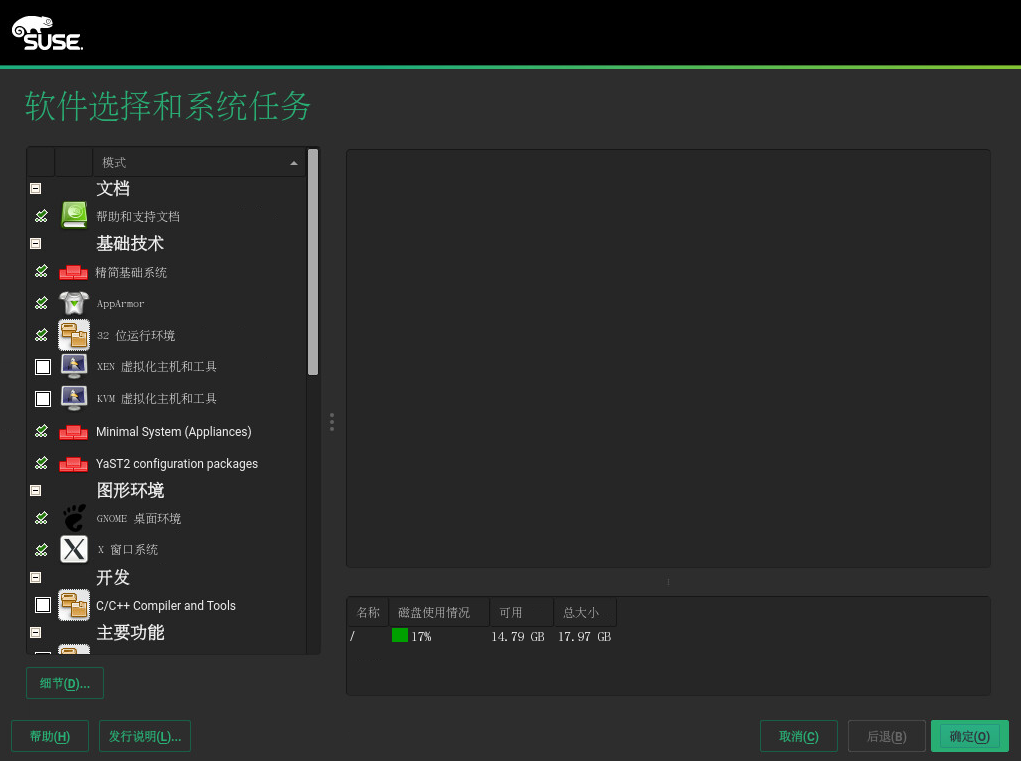 SUSE
软件选择和系统任务
模式
文档
帮助和支持文档
基础技术
精简基础系统
AppArmor
32 位运行环境
XEN 虚拟化主机和工具
KVM 虚拟化主机和工具
Minimal System (Appliances)
YaST2 configuration packages
图形环境
GNOME 桌面环境
X 窗口系统
开发
C/C++ Compiler and Tools
主要功能
名称 磁盘使用情况 可用 总大小
/ 17% 14.79 GB 17.97 GB
细节(D)...
帮助(H) 发行说明(L)... 取消(C) 后退(B) 确定(O)